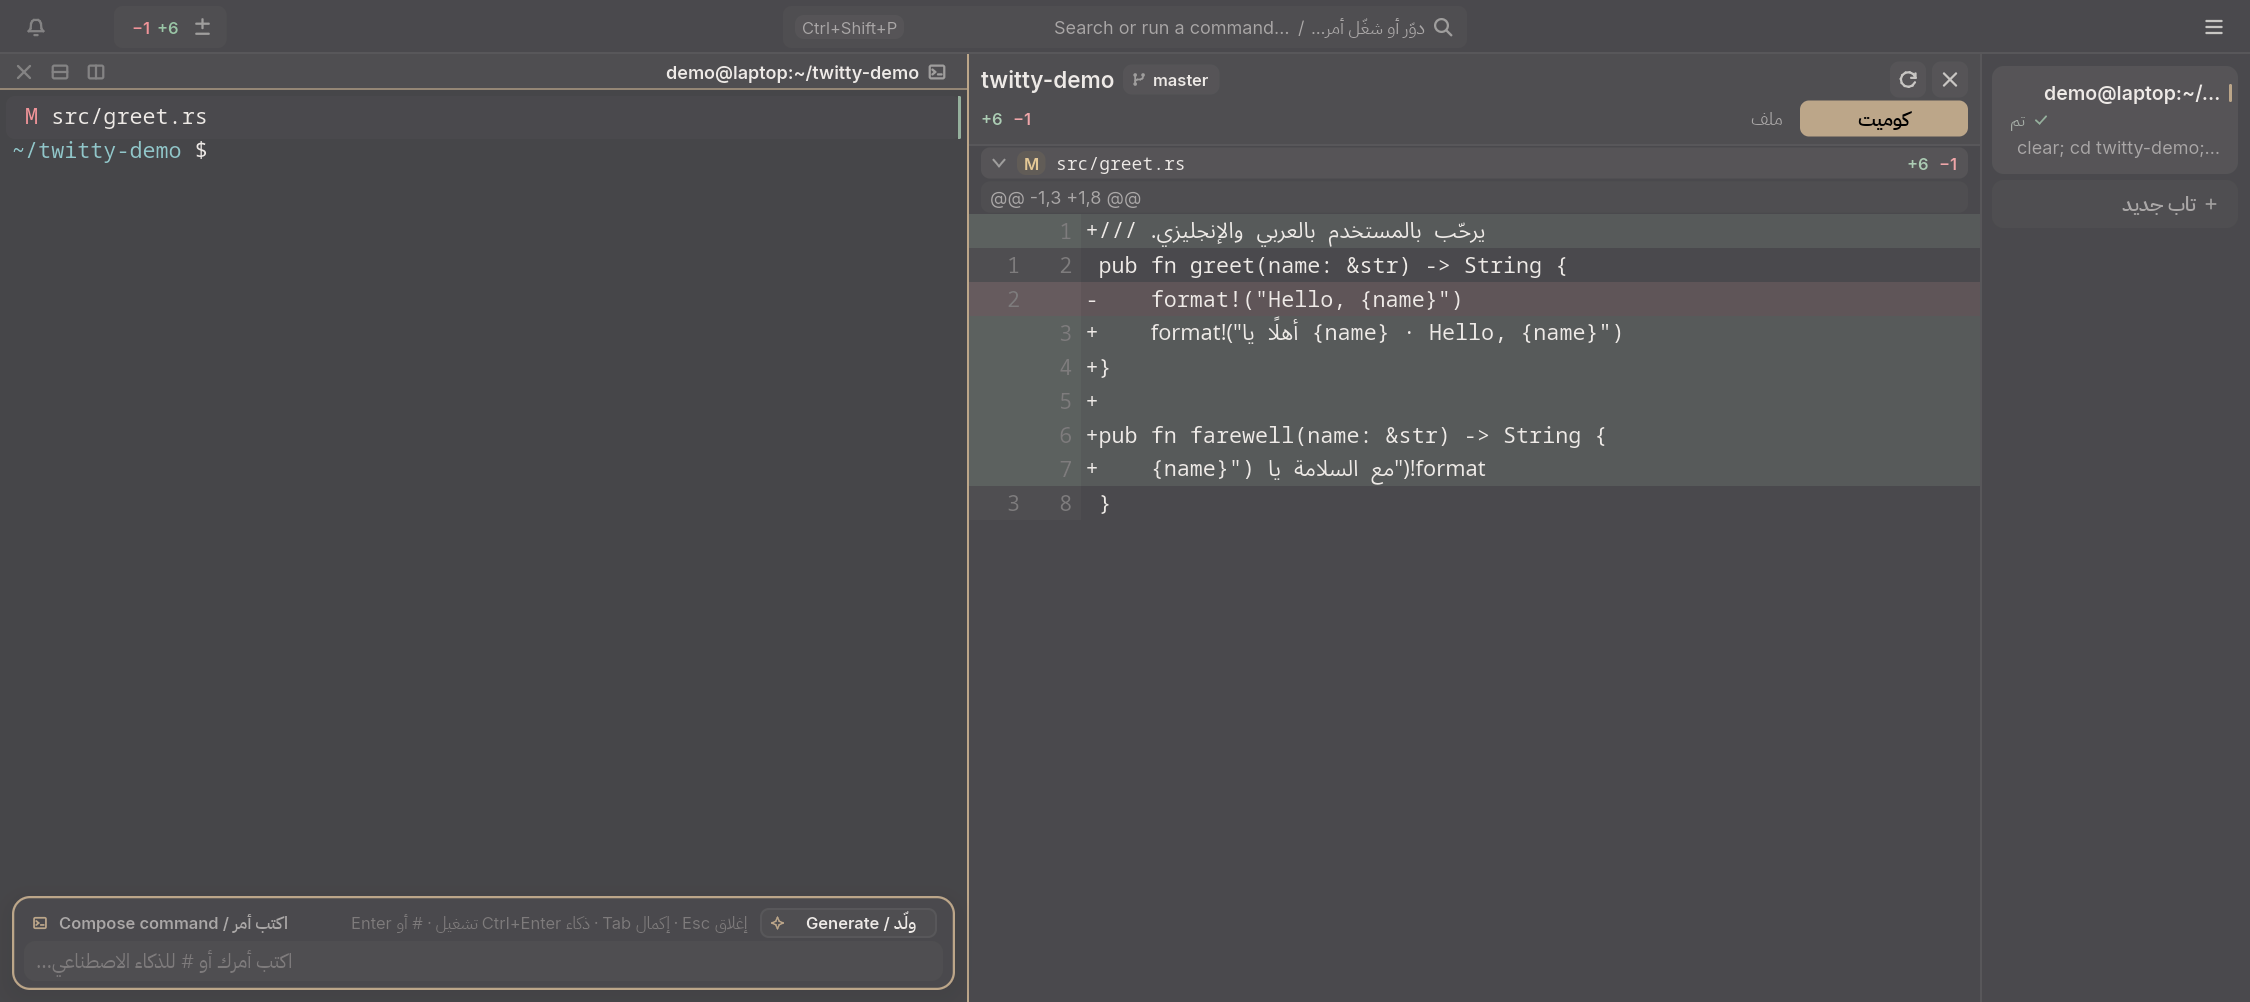 −1 +6 ±
Ctrl+Shift+P
Search or run a command... / دوّر أو شغّل أمر...
demo@laptop:~/twitty-demo
M src/greet.rs
~/twitty-demo $
Compose command / اكتب أمر
Enter أو # · تشغيل Ctrl+Enter ذكاء · Tab إكمال · Esc إغلاق
Generate / ولّد
اكتب أمرك أو # للذكاء الاصطناعي...
twitty-demo
master
+6 −1
ملف
كوميت
M src/greet.rs
+6 −1
@@ -1,3 +1,8 @@
1 +/// يرحّب بالمستخدم بالعربي والإنجليزي.
1 2 pub fn greet(name: &str) -> String {
2 -    format!("Hello, {name}")
3 +    format!("أهلًا يا {name} · Hello, {name}")
4 +}
5 +
6 +pub fn farewell(name: &str) -> String {
7 +    format!("مع السلامة يا {name}")
3 8 }
demo@laptop:~/...
تم
clear; cd twitty-demo;...
+ تاب جديد